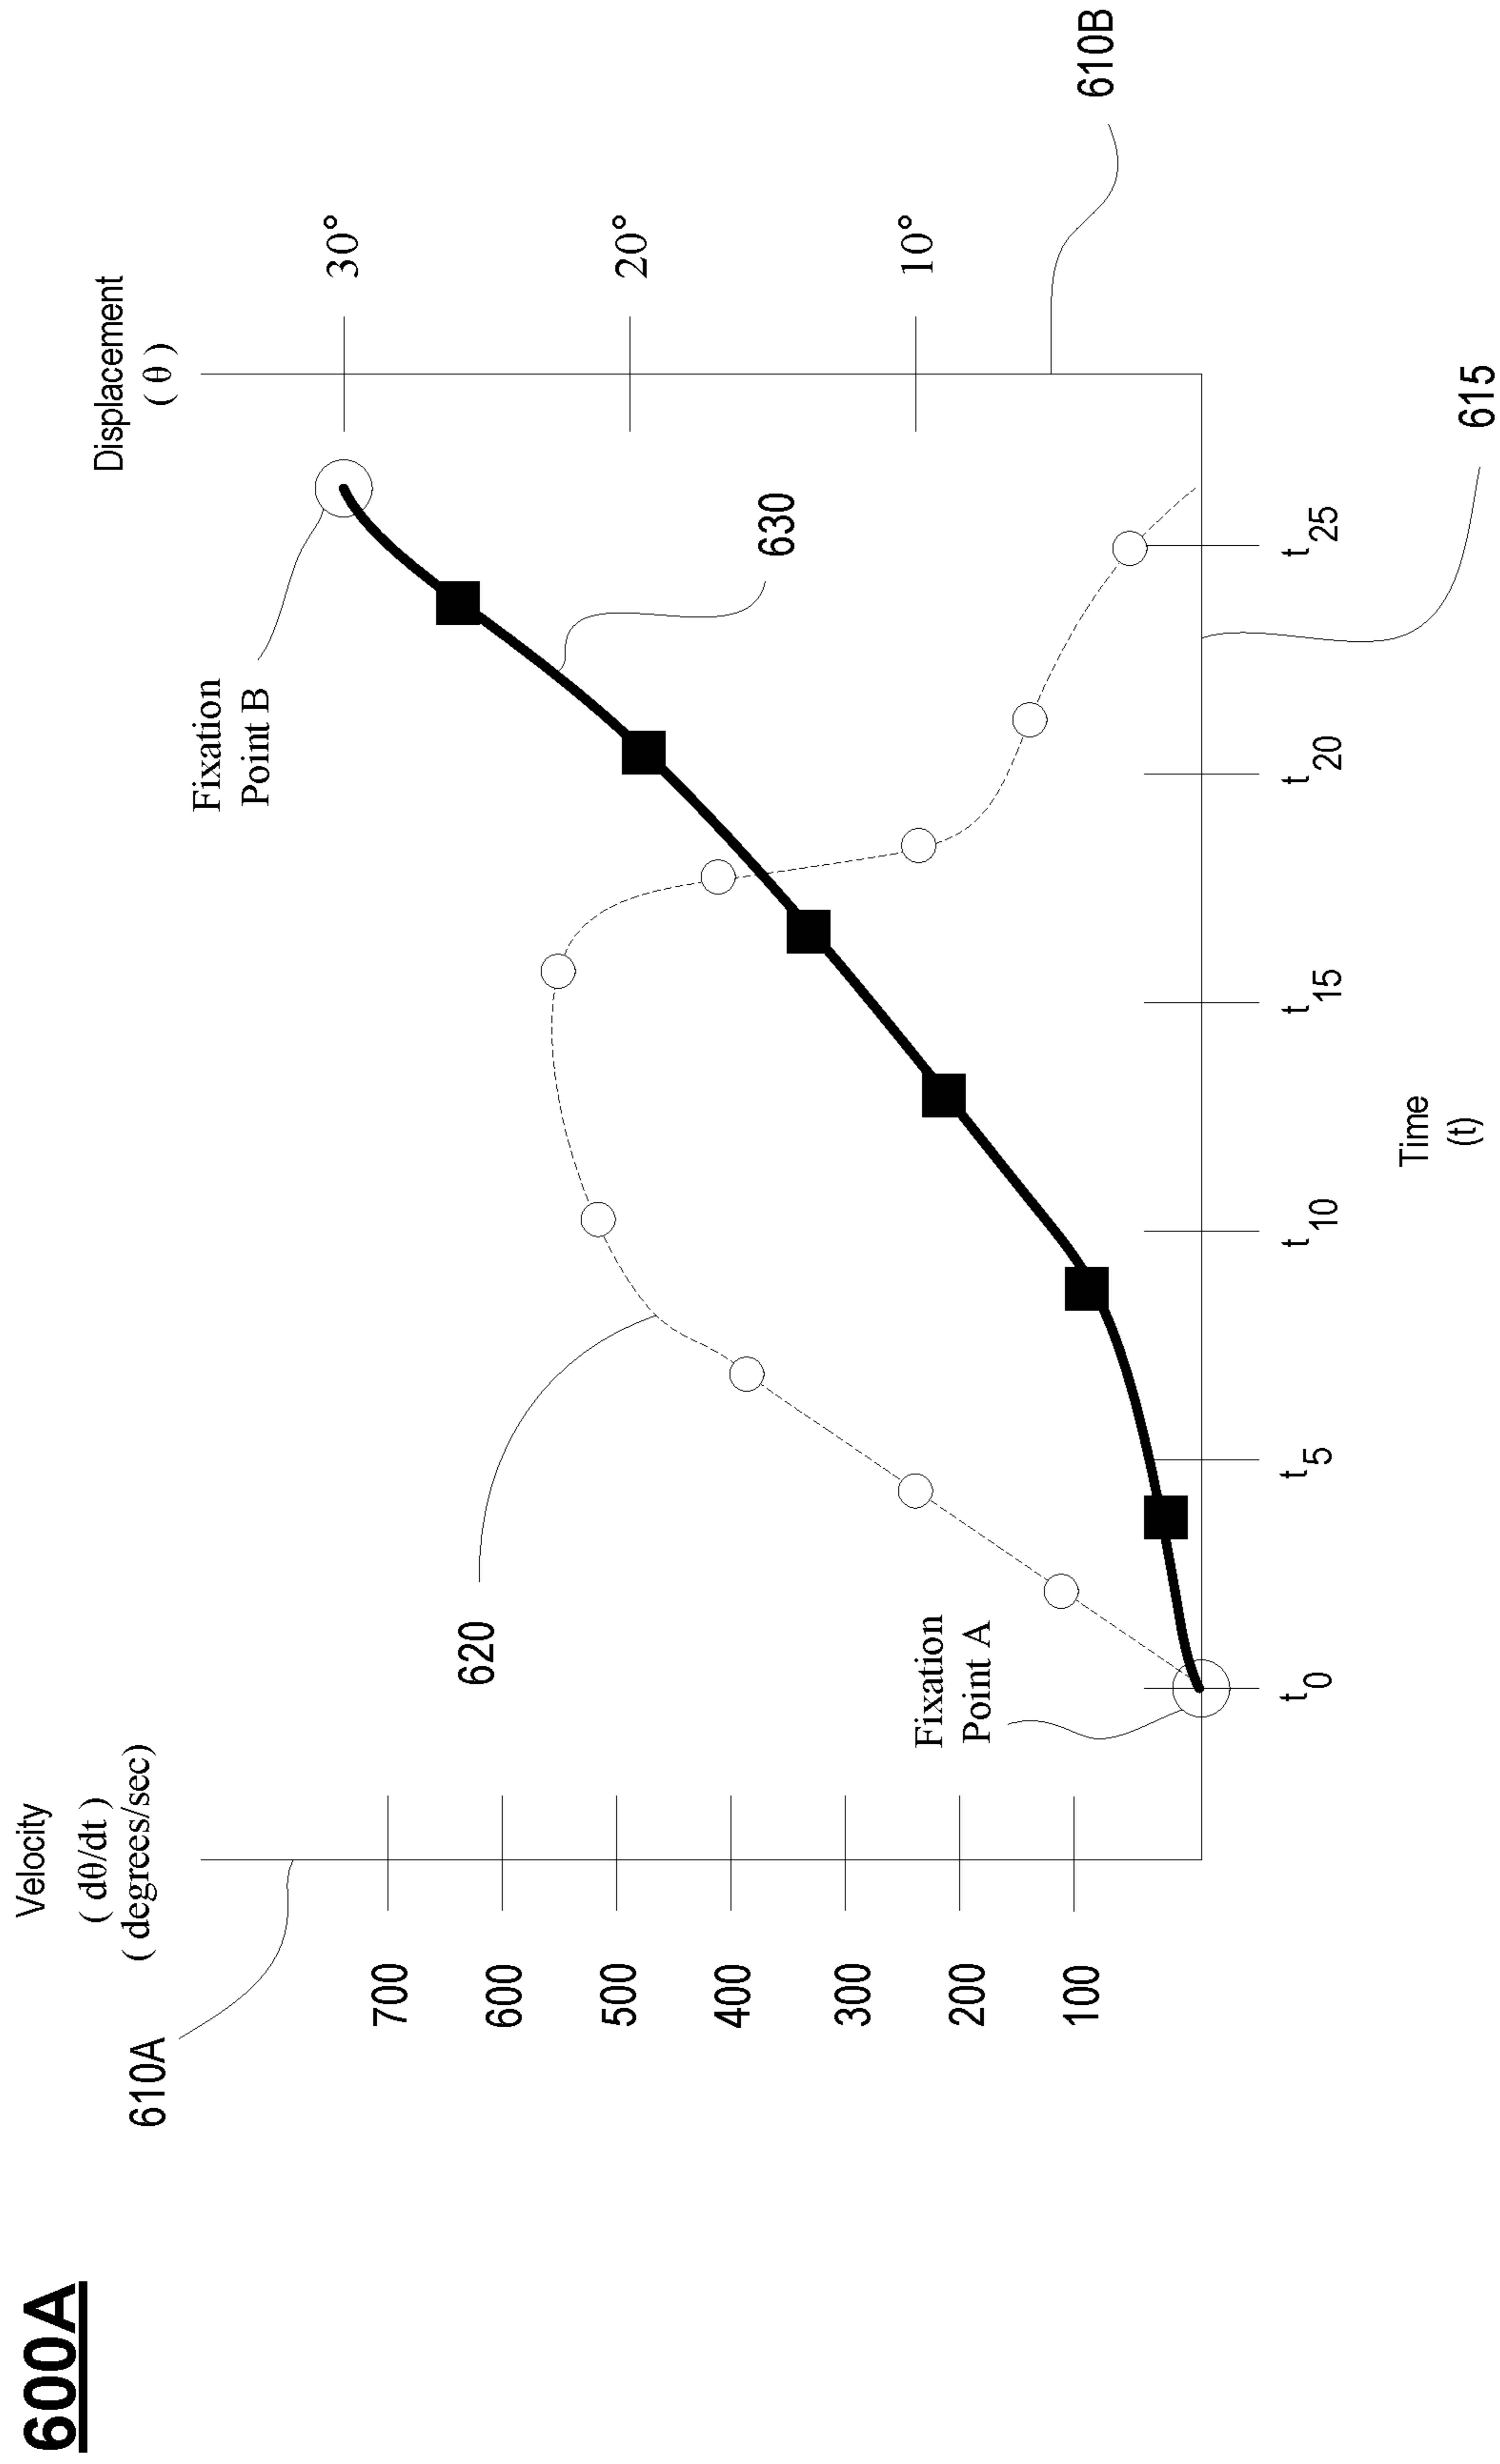 600A
610A
Velocity
( dθ/dt )
( degrees/sec)
700
600
500
400
300
200
100
620
Fixation
Point A
Fixation
Point B
630
Displacement
( θ )
30°
20°
10°
610B
615
t0
t5
t10
t15
t20
t25
Time
(t)